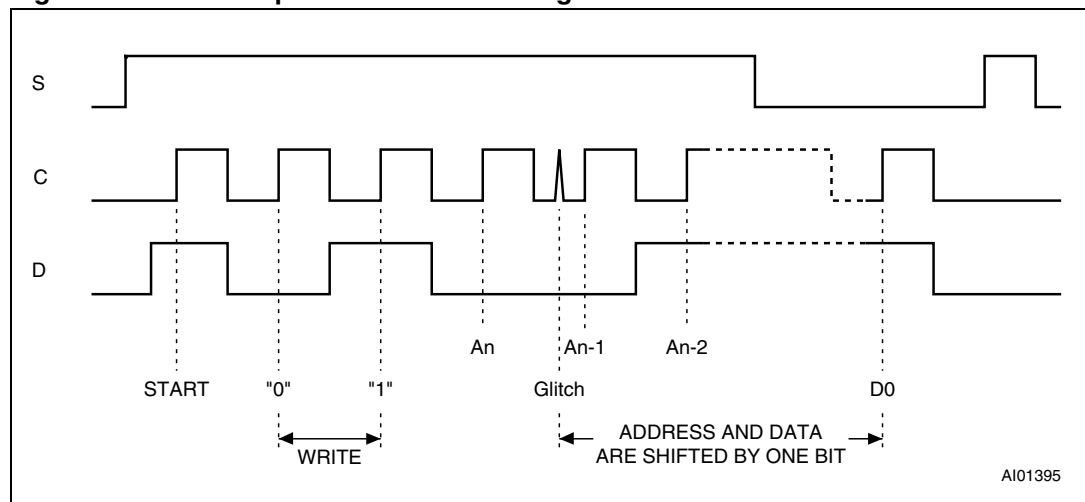 S
C
D
An An-1 An-2
START "0" "1" Glitch D0
WRITE
ADDRESS AND DATA
ARE SHIFTED BY ONE BIT
AI01395